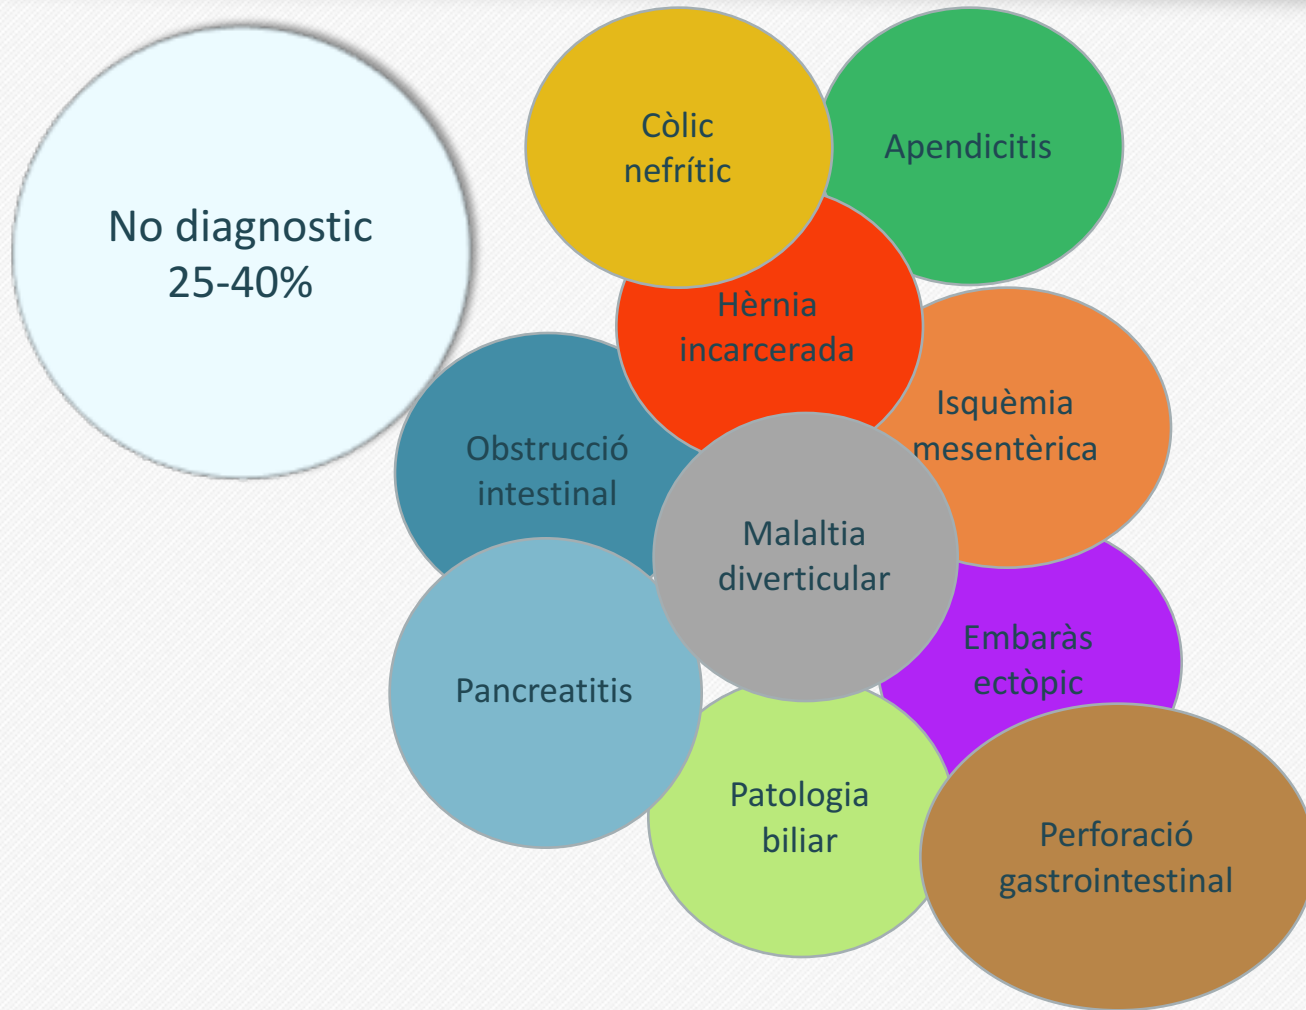 No diagnostic
25-40%
Còlic
nefrític
Apendicitis
Hèrnia
incarcerada
Isquèmia
mesentèrica
Obstrucció
intestinal
Malaltia
diverticular
Embaràs
ectòpic
Pancreatitis
Patologia
biliar
Perforació
gastrointestinal